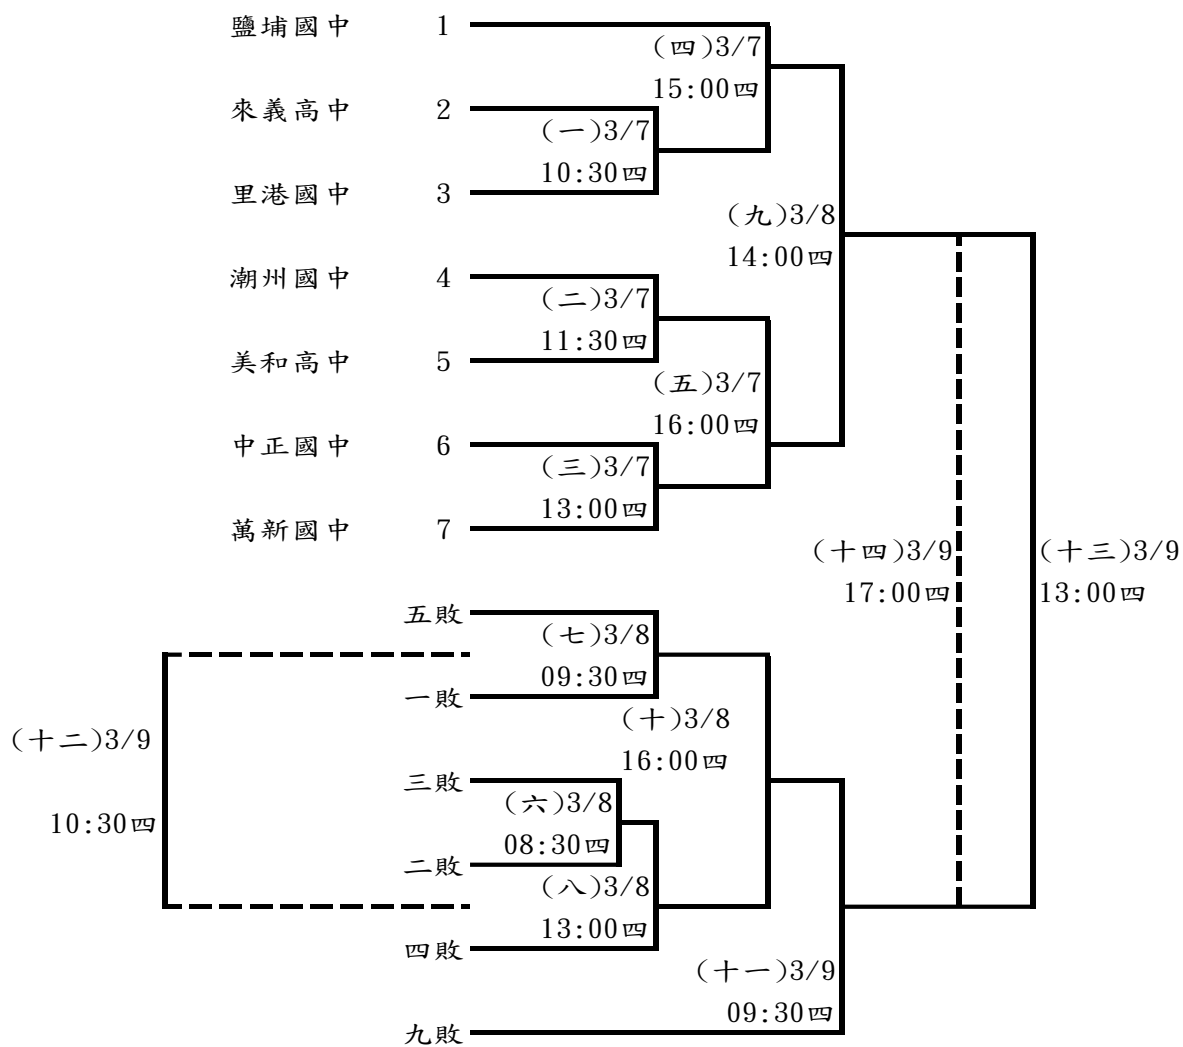 鹽埔國中 1
(四)3/7
15:00四
來義高中 2
(一)3/7
10:30四
里港國中 3
(九)3/8
14:00四
潮州國中 4
(二)3/7
11:30四
美和高中 5
(五)3/7
16:00四
中正國中 6
(三)3/7
13:00四
萬新國中 7
(十四)3/9
17:00四
(十三)3/9
13:00四
五敗
(七)3/8
09:30四
一敗
(十)3/8
16:00四
(十二)3/9
10:30四
三敗
(六)3/8
08:30四
二敗
(八)3/8
13:00四
四敗
(十一)3/9
09:30四
九敗